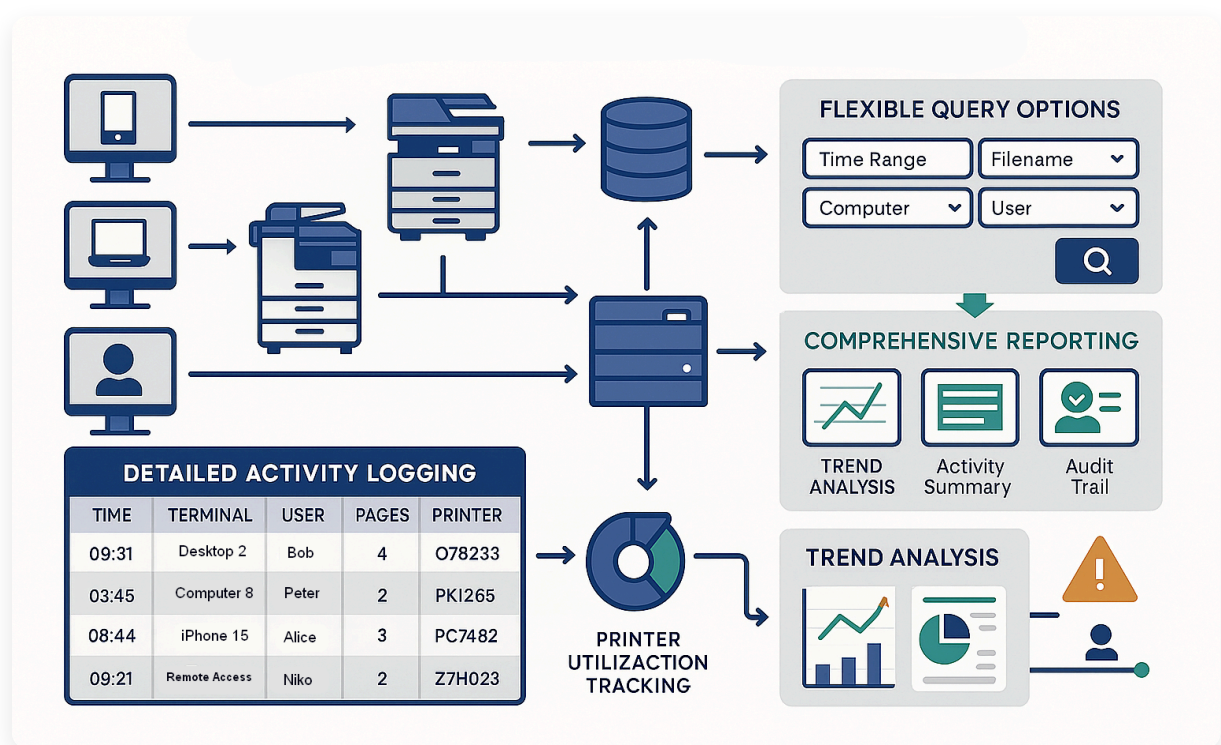 FLEXIBLE QUERY OPTIONS
Time Range
Filename
Computer
User
COMPREHENSIVE REPORTING
TREND
ANALYSIS
Activity
Summary
Audit
Trail
DETAILED ACTIVITY LOGGING
TIME TERMINAL USER PAGES PRINTER
09:31 Desktop 2 Bob 4 O78233
03:45 Computer 8 Peter 2 PKI265
08:44 iPhone 15 Alice 3 PC7482
09:21 Remote Access Niko 2 Z7H023
PRINTER
UTILIZACTION
TRACKING
TREND ANALYSIS